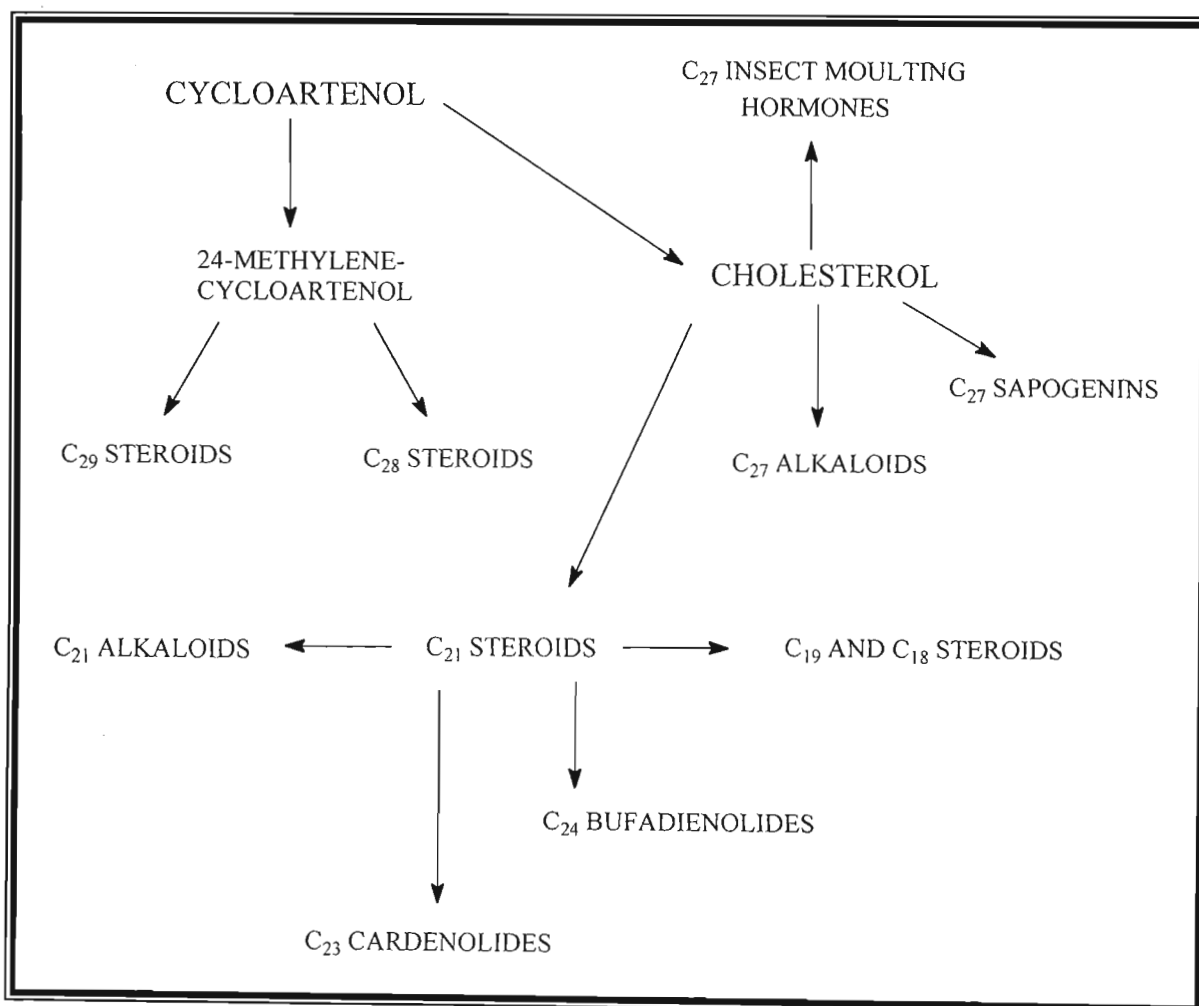 C₂₇ INSECT MOULTING
HORMONES
CYCLOARTENOL
24-METHYLENE-
CYCLOARTENOL
CHOLESTEROL
C₂₇ SAPOGENINS
C₂₉ STEROIDS
C₂₈ STEROIDS
C₂₇ ALKALOIDS
C₂₁ ALKALOIDS
C₂₁ STEROIDS
C₁₉ AND C₁₈ STEROIDS
C₂₄ BUFADIENOLIDES
C₂₃ CARDENOLIDES